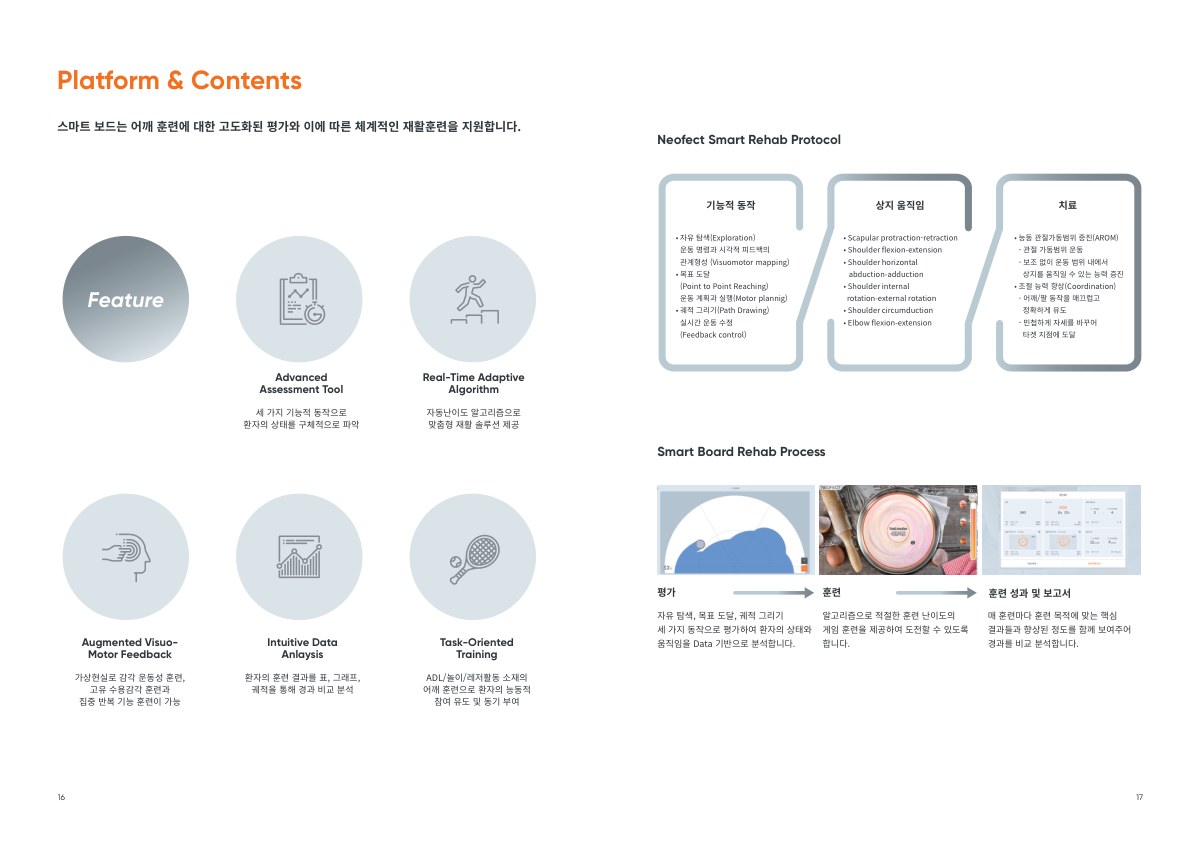 Platform & Contents
스마트 보드는 어깨 훈련에 대한 고도화된 평가와 이에 따른 체계적인 재활훈련을 지원합니다.
Feature
Advanced
Assessment Tool
세 가지 기능적 동작으로
환자의 상태를 구체적으로 파악
Real-Time Adaptive
Algorithm
자동난이도 알고리즘으로
맞춤형 재활 솔루션 제공
Augmented Visuo-
Motor Feedback
가상현실로 감각 운동성 훈련,
고유 수용감각 훈련과
집중 반복 기능 훈련이 가능
Intuitive Data
Anlaysis
환자의 훈련 결과를 표, 그래프,
궤적을 통해 경과 비교 분석
Task-Oriented
Training
ADL/놀이/레저활동 소재의
어깨 훈련으로 환자의 능동적
참여 유도 및 동기 부여
16
Neofect Smart Rehab Protocol
기능적 동작
• 자유 탐색(Exploration)
운동 명령과 시각적 피드백의
관계형성 (Visuomotor mapping)
• 목표 도달
(Point to Point Reaching)
운동 계획과 실행(Motor plannig)
• 궤적 그리기(Path Drawing)
실시간 운동 수정
(Feedback control)
상지 움직임
• Scapular protraction-retraction
• Shoulder flexion-extension
• Shoulder horizontal
abduction-adduction
• Shoulder internal
rotation-external rotation
• Shoulder circumduction
• Elbow flexion-extension
치료
• 능동 관절가동범위 증진(AROM)
- 관절 가동범위 운동
- 보조 없이 운동 범위 내에서
상지를 움직일 수 있는 능력 증진
• 조절 능력 향상(Coordination)
- 어깨/팔 동작을 매끄럽고
정확하게 유도
- 민첩하게 자세를 바꾸어
타겟 지점에 도달
Smart Board Rehab Process
평가
자유 탐색, 목표 도달, 궤적 그리기
세 가지 동작으로 평가하여 환자의 상태와
움직임을 Data 기반으로 분석합니다.
훈련
알고리즘으로 적절한 훈련 난이도의
게임 훈련을 제공하여 도전할 수 있도록
합니다.
훈련 성과 및 보고서
매 훈련마다 훈련 목적에 맞는 핵심
결과들과 향상된 정도를 함께 보여주어
경과를 비교 분석합니다.
17